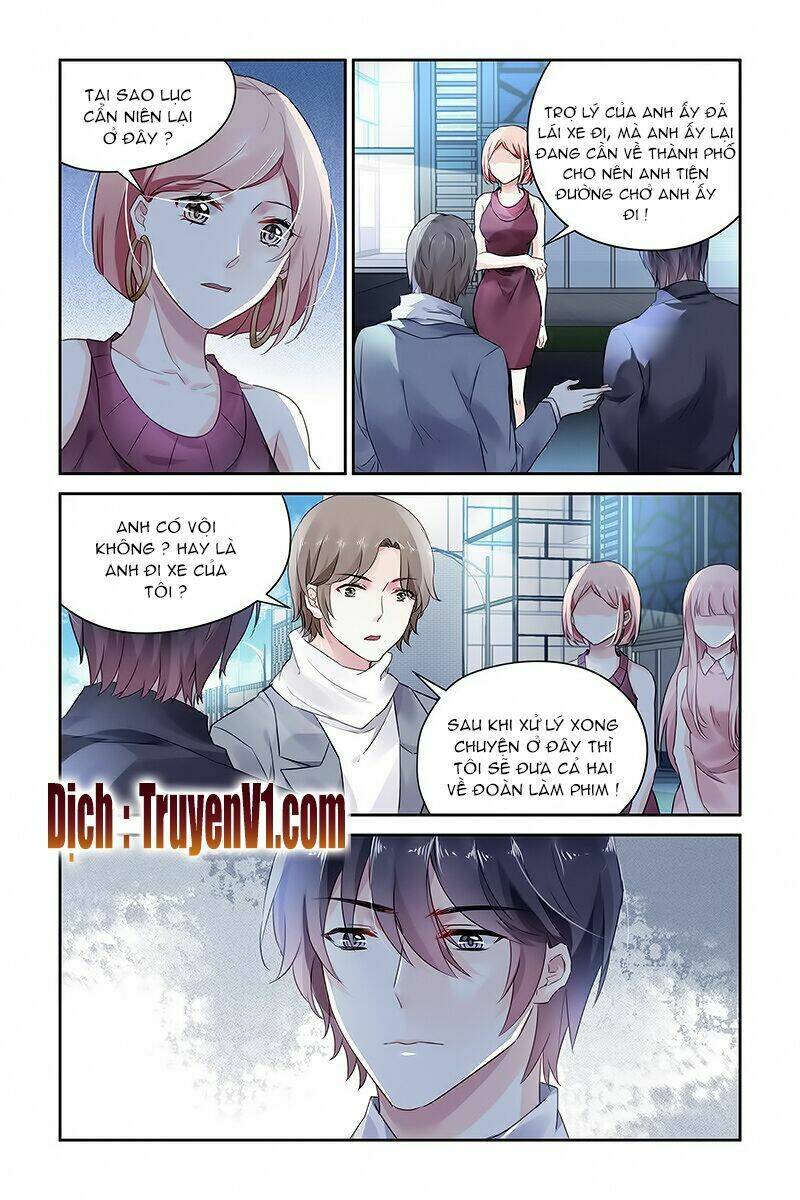 TẠI SAO LỤC
CẨN NIÊN LẠI
Ở ĐÂY ?
TRỢ LÝ CỦA ANH ẤY ĐÃ
LÁI XE ĐI, MÀ ANH ẤY LẠI
ĐANG CẦN VỀ THÀNH PHỐ
CHO NÊN ANH TIỆN
ĐƯỜNG CHỞ ANH ẤY
ĐI !
ANH CÓ VỘI
KHÔNG ? HAY LÀ
ANH ĐI XE CỦA
TÔI ?
SAU KHI XỬ LÝ XONG
CHUYỆN Ở ĐÂY THÌ
TÔI SẼ ĐƯA CẢ HAI
VỀ ĐOÀN LÀM PHIM !
Dịch : TruyenV1.com